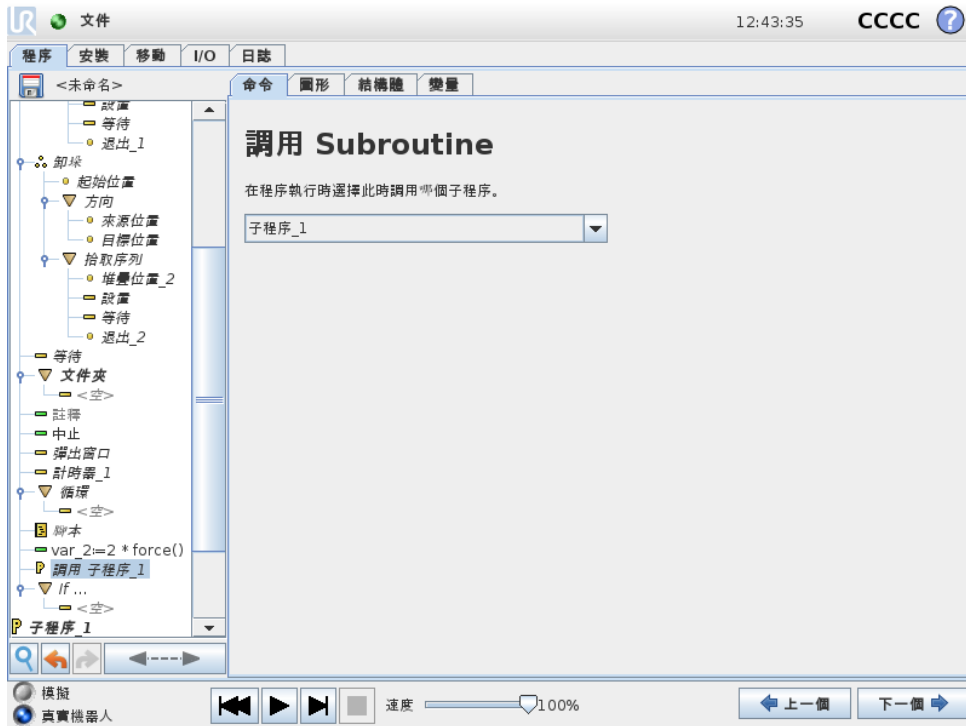 UR 文件 12:43:35 CCCC ?
程序 安裝 移動 I/O 日誌
<未命名> 命令 圖形 結構體 變量
設置
等待
退出_1
卸垛
起始位置
方向
來源位置
目標位置
拾取序列
堆疊位置_2
設置
等待
退出_2
等待
文件夾
<空>
註釋
中止
彈出窗口
計時器_1
循環
<空>
腳本
var_2:=2 * force()
調用 子程序_1
If ...
<空>
子程序_1
調用 Subroutine
在程序執行時選擇此時調用哪個子程序。
子程序_1
模擬
真實機器人
速度 100%
上一個 下一個